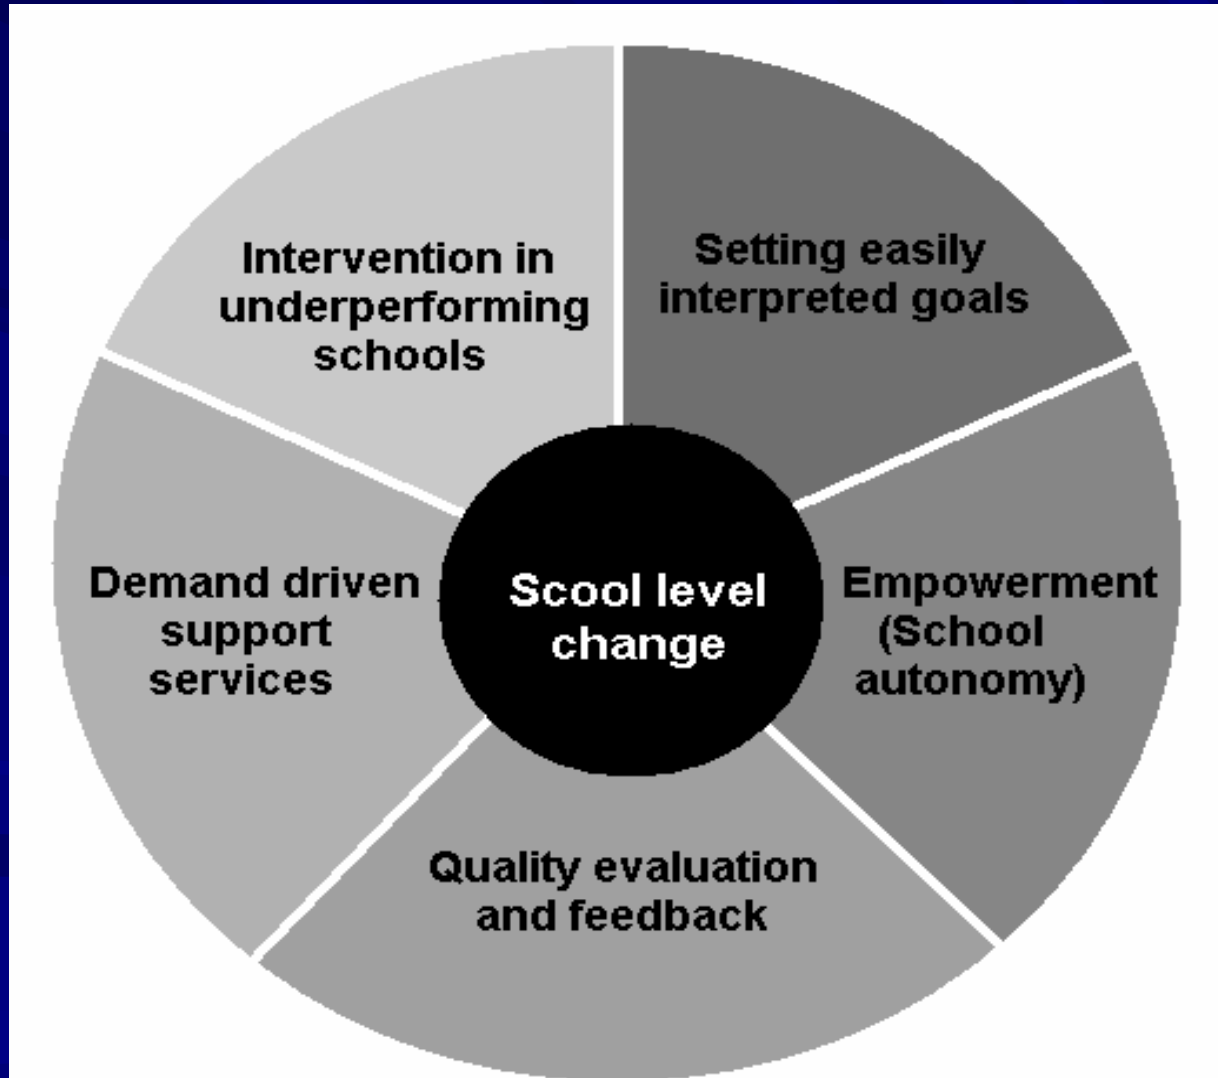 Intervention in
underperforming
schools
Setting easily
interpreted goals
Demand driven
support
services
Scool level
change
Empowerment
(School
autonomy)
Quality evaluation
and feedback